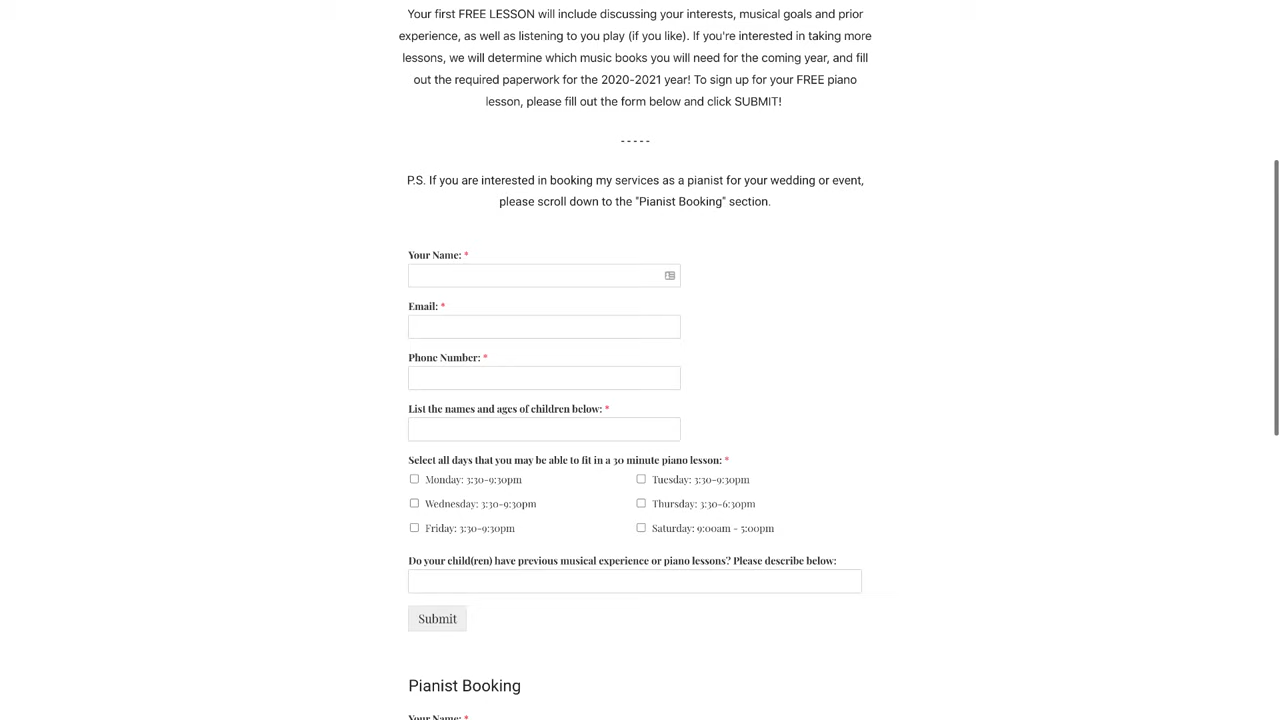 Your first FREE LESSON will include discussing your interests, musical goals and prior
experience, as well as listening to you play (if you like). If you're interested in taking more
lessons, we will determine which music books you will need for the coming year, and fill
out the required paperwork for the 2020-2021 year! To sign up for your FREE piano
lesson, please fill out the form below and click SUBMIT!
-----
P.S. If you are interested in booking my services as a pianist for your wedding or event,
please scroll down to the "Pianist Booking" section.
Your Name: *
Email: *
Phone Number: *
List the names and ages of children below: *
Select all days that you may be able to fit in a 30 minute piano lesson: *
Monday: 3:30-9:30pm
Tuesday: 3:30-9:30pm
Wednesday: 3:30-9:30pm
Thursday: 3:30-6:30pm
Friday: 3:30-9:30pm
Saturday: 9:00am - 5:00pm
Do your child(ren) have previous musical experience or piano lessons? Please describe below:
Submit
Pianist Booking
Your Name: *